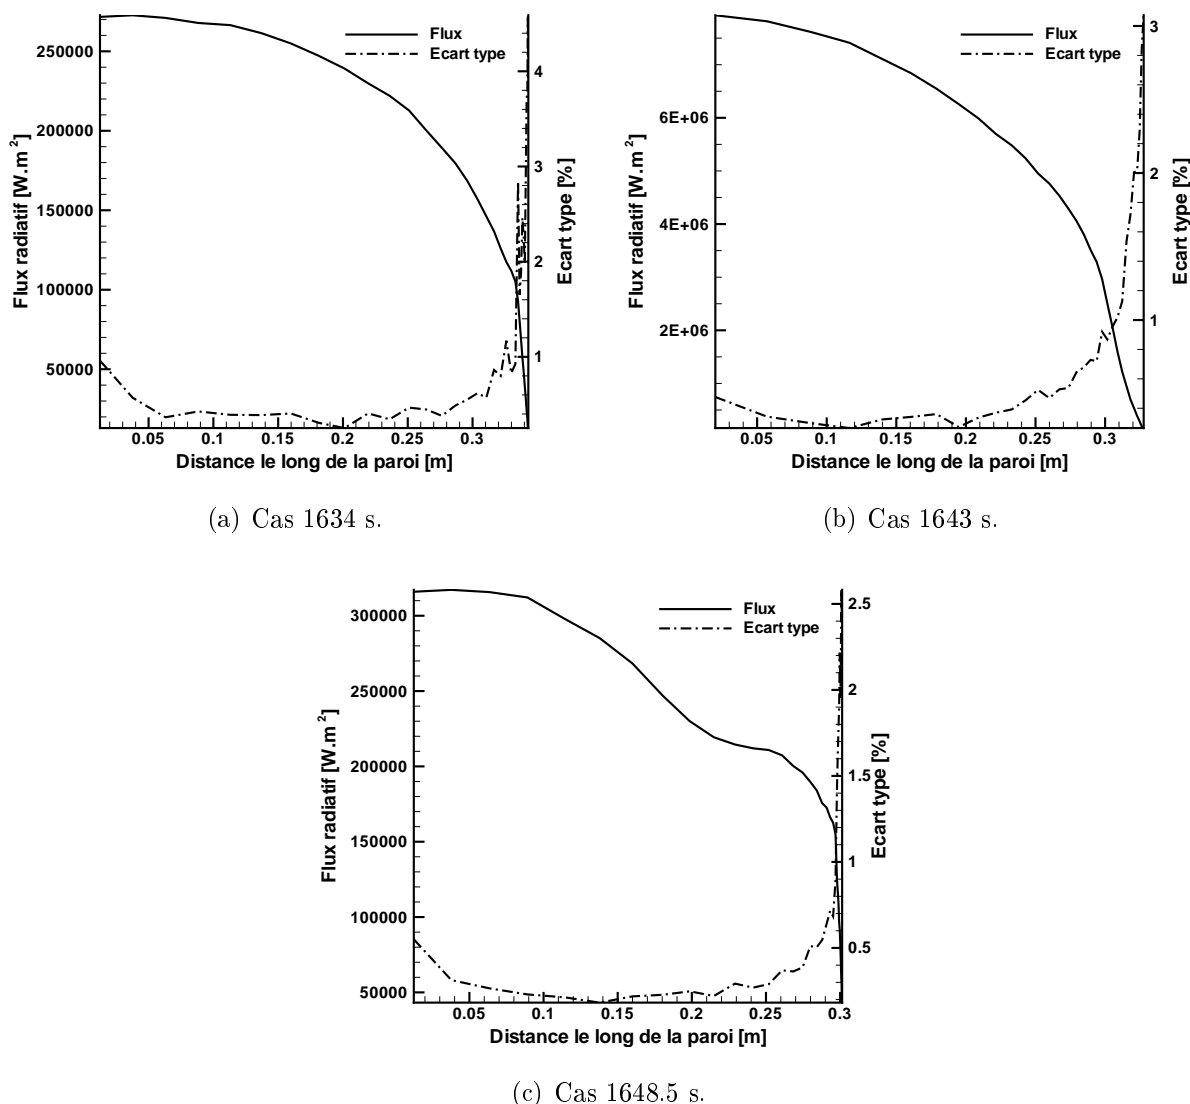 Flux
Ecart type
250000
200000
150000
100000
50000
Flux radiatif [W.m²]
4
3
2
1
Ecart type [%]
0.05 0.1 0.15 0.2 0.25 0.3
Distance le long de la paroi [m]
(a) Cas 1634 s.
Flux
Ecart type
6E+06
4E+06
2E+06
Flux radiatif [W.m²]
3
2
1
Ecart type [%]
0.05 0.1 0.15 0.2 0.25 0.3
Distance le long de la paroi [m]
(b) Cas 1643 s.
Flux
Ecart type
300000
250000
200000
150000
100000
50000
Flux radiatif [W.m²]
2.5
2
1.5
1
0.5
Ecart type [%]
0.05 0.1 0.15 0.2 0.25 0.3
Distance le long de la paroi [m]
(c) Cas 1648.5 s.